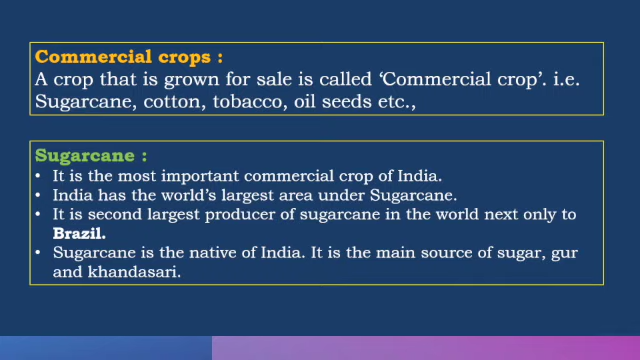 Commercial crops :
A crop that is grown for sale is called ‘Commercial crop’. i.e.
Sugarcane, cotton, tobacco, oil seeds etc.,
Sugarcane :
• It is the most important commercial crop of India.
• India has the world’s largest area under Sugarcane.
• It is second largest producer of sugarcane in the world next only to
Brazil.
• Sugarcane is the native of India. It is the main source of sugar, gur
and khandasari.